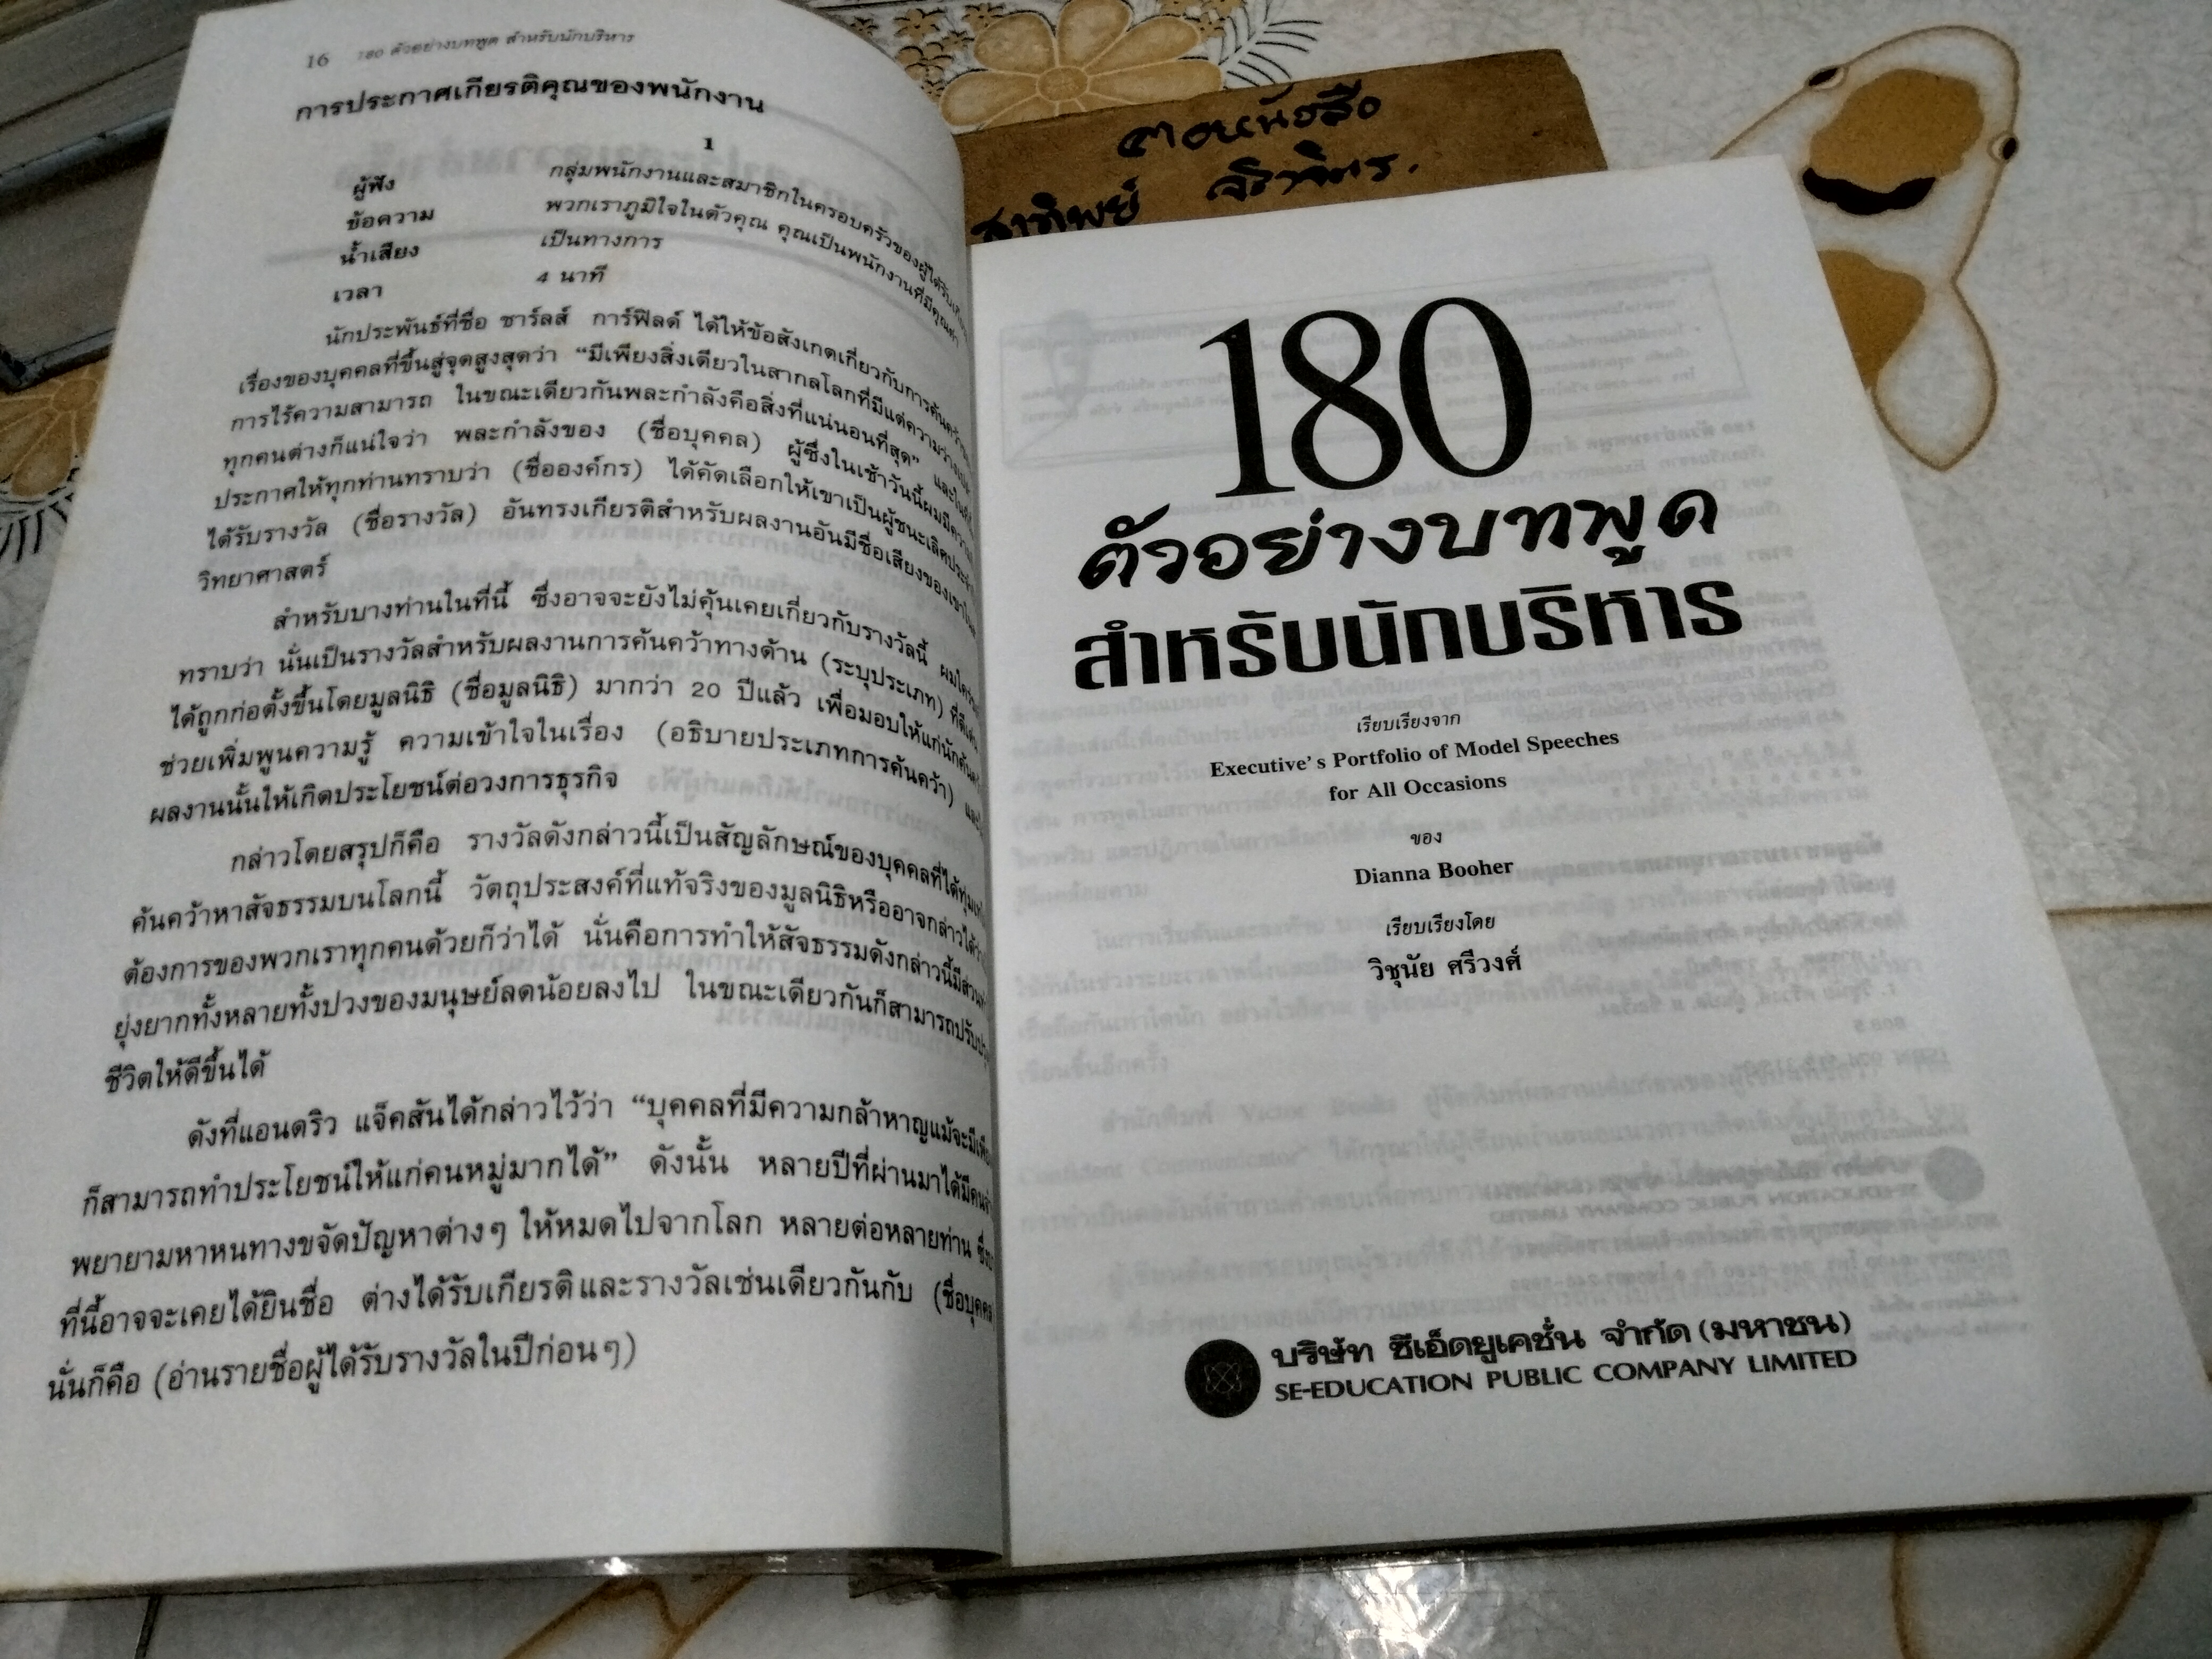 16 180 ตัวอย่างบทพูด สำหรับนักบริหาร
การประกาศเกียรติคุณของพนักงาน
1
ผู้ฟัง กลุ่มพนักงานและสมาชิกในครอบครัวของผู้ได้รับ
ข้อความ พวกเราภูมิใจในตัวคุณ คุณเป็นพนักงานที่มีคุณค่า
น้ำเสียง เป็นทางการ
เวลา 4 นาที
นักประพันธ์ที่ชื่อ ชาร์ลส์ การ์ฟิลด์ ได้ให้ข้อสังเกตเกี่ยวกับการค้นคว้า
เรื่องของบุคคลที่ขึ้นสู่จุดสูงสุดว่า “มีเพียงสิ่งเดียวในสากลโลกที่มีแต่ความว่างเปล่า
การไร้ความสามารถ ในขณะเดียวกันพละกำลังคือสิ่งที่แน่นอนที่สุด” และใน
ทุกคนต่างก็แน่ใจว่า พละกำลังของ (ชื่อบุคคล) ผู้ซึ่งในเช้าวันนี้ผมมีความ
ประกาศให้ทุกท่านทราบว่า (ชื่อองค์กร) ได้คัดเลือกให้เขาเป็นผู้ชนะเลิศ
ได้รับรางวัล (ชื่อรางวัล) อันทรงเกียรติสำหรับผลงานอันมีชื่อเสียงของเขา
วิทยาศาสตร์
สำหรับบางท่านในที่นี้ ซึ่งอาจจะยังไม่คุ้นเคยเกี่ยวกับรางวัลนี้
ทราบว่า นั่นเป็นรางวัลสำหรับผลงานการค้นคว้าทางด้าน (ระบุประเภท) ที่ดีเด่น
ได้ถูกก่อตั้งขึ้นโดยมูลนิธิ (ชื่อมูลนิธิ) มากว่า 20 ปีแล้ว เพื่อมอบให้แก่
ช่วยเพิ่มพูนความรู้ ความเข้าใจในเรื่อง (อธิบายประเภทการค้นคว้า)
ผลงานนั้นให้เกิดประโยชน์ต่อวงการธุรกิจ
กล่าวโดยสรุปก็คือ รางวัลดังกล่าวนี้เป็นสัญลักษณ์ของบุคคลที่ได้ทุ่มเท
ค้นคว้าหาสัจธรรมบนโลกนี้ วัตถุประสงค์ที่แท้จริงของมูลนิธิหรืออาจกล่าวได้ว่า
ต้องการของพวกเราทุกคนด้วยก็ว่าได้ นั่นคือการทำให้สัจธรรมดังกล่าวนี้มีส่วน
ยุ่งยากทั้งหลายทั้งปวงของมนุษย์ลดน้อยลงไป ในขณะเดียวกันก็สามารถปรับปรุง
ชีวิตให้ดีขึ้นได้
ดังที่แอนดริว แจ็คสันได้กล่าวไว้ว่า “บุคคลที่มีความกล้าหาญแม้จะมี
ก็สามารถทำประโยชน์ให้แก่คนหมู่มากได้” ดังนั้น หลายปีที่ผ่านมาได้มี
พยายามหาหนทางขจัดปัญหาต่างๆ ให้หมดไปจากโลก หลายต่อหลายท่าน
ที่นี้อาจจะเคยได้ยินชื่อ ต่างได้รับเกียรติและรางวัลเช่นเดียวกันกับ (ชื่อบุคคล
นั่นก็คือ (อ่านรายชื่อผู้ได้รับรางวัลในปีก่อนๆ)
180
ตัวอย่างบทพูด
สำหรับนักบริหาร
เรียบเรียงจาก
Executive's Portfolio of Model Speeches
for All Occasions
ของ
Dianna Booher
เรียบเรียงโดย
วิชุนัย ศรีวงศ์
บริษัท ซีเอ็ดยูเคชั่น จำกัด (มหาชน)
SE-EDUCATION PUBLIC COMPANY LIMITED